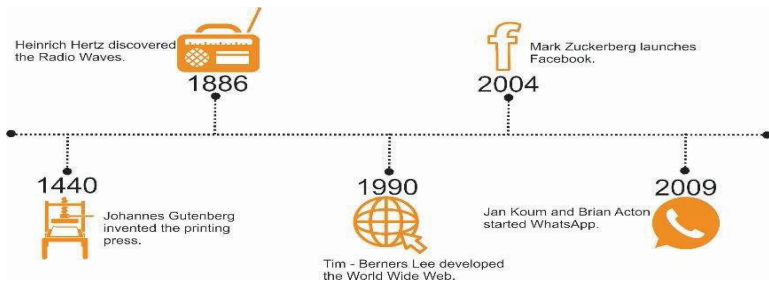 Heinrich Hertz discovered
the Radio Waves.
1886
Mark Zuckerberg launches
Facebook.
2004
1440
Johannes Gutenberg
invented the printing
press.
1990
Tim - Berners Lee developed
the World Wide Web.
2009
Jan Koum and Brian Acton
started WhatsApp.